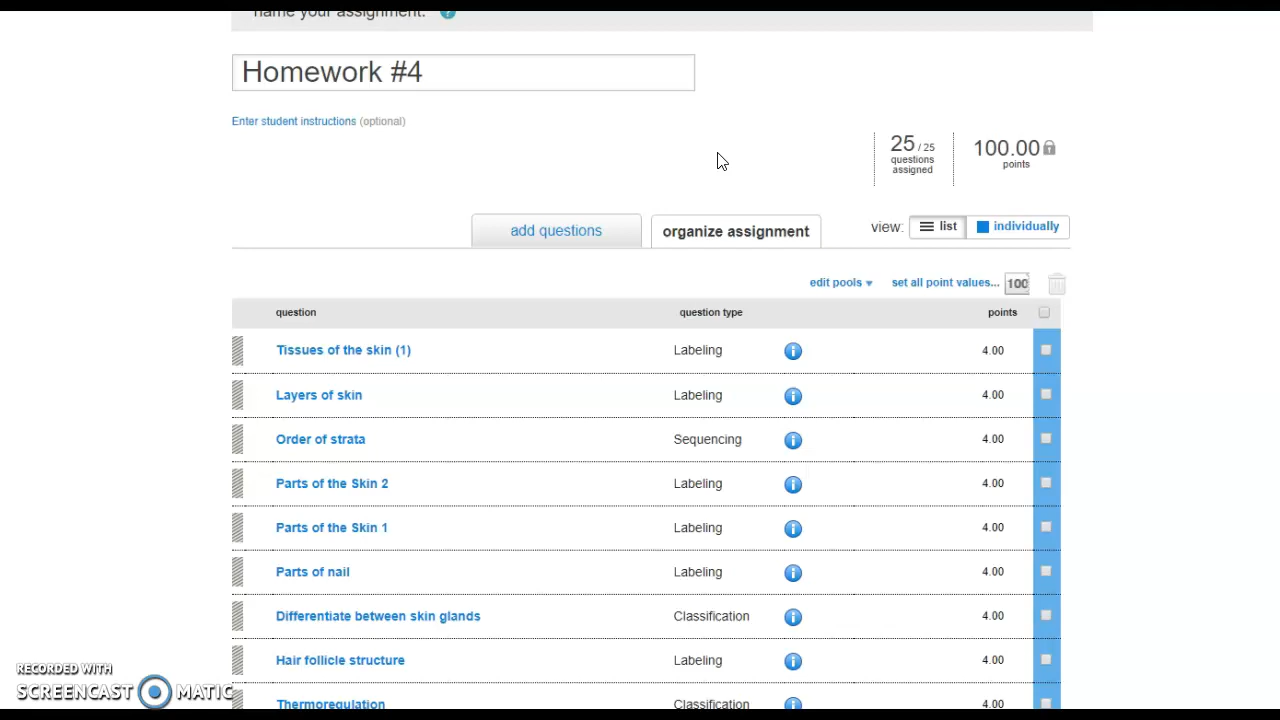 name your assignment: ?
Homework #4
Enter student instructions (optional)
25 / 25
questions
assigned
100.00
points
add questions
organize assignment
view: list individually
edit pools set all point values... 100
question question type points
Tissues of the skin (1) Labeling i 4.00
Layers of skin Labeling i 4.00
Order of strata Sequencing i 4.00
Parts of the Skin 2 Labeling i 4.00
Parts of the Skin 1 Labeling i 4.00
Parts of nail Labeling i 4.00
Differentiate between skin glands Classification i 4.00
Hair follicle structure Labeling i 4.00
Thermoregulation Classification i 4.00
RECORDED WITH
SCREENCAST MATIC